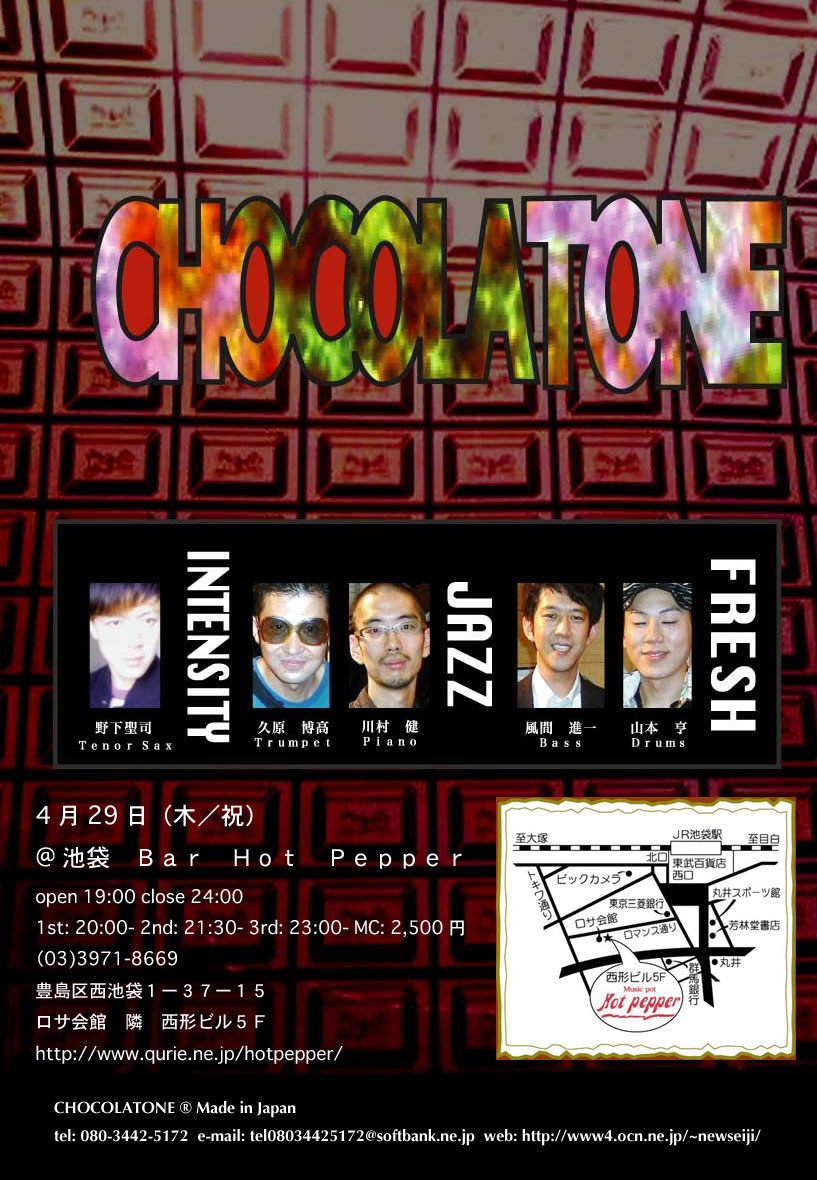 CHOCOLATONE
INTENSITY
JAZZ
FRESH
野下聖司
Tenor Sax
久原 博高
Trumpet
川村 健
Piano
風間 進一
Bass
山本 亨
Drums
4月29日（木／祝）
@池袋 Bar Hot Pepper
open 19:00 close 24:00
1st: 20:00- 2nd: 21:30- 3rd: 23:00- MC: 2,500 円
(03)3971-8669
豊島区西池袋１－３７－１５
ロサ会館 隣 西形ビル５Ｆ
http://www.qurie.ne.jp/hotpepper/
至大塚
JR池袋駅
至目白
北口
東武百貨店
西口
トキワ通り
ビックカメラ
丸井スポーツ館
東京三菱銀行
ロサ会館
ロマンス通り
芳林堂書店
丸井
群馬銀行
西形ビル5F
Music pot
Hot pepper
CHOCOLATONE ® Made in Japan
tel: 080-3442-5172 e-mail: tel08034425172@softbank.ne.jp web: http://www4.ocn.ne.jp/~newseiji/